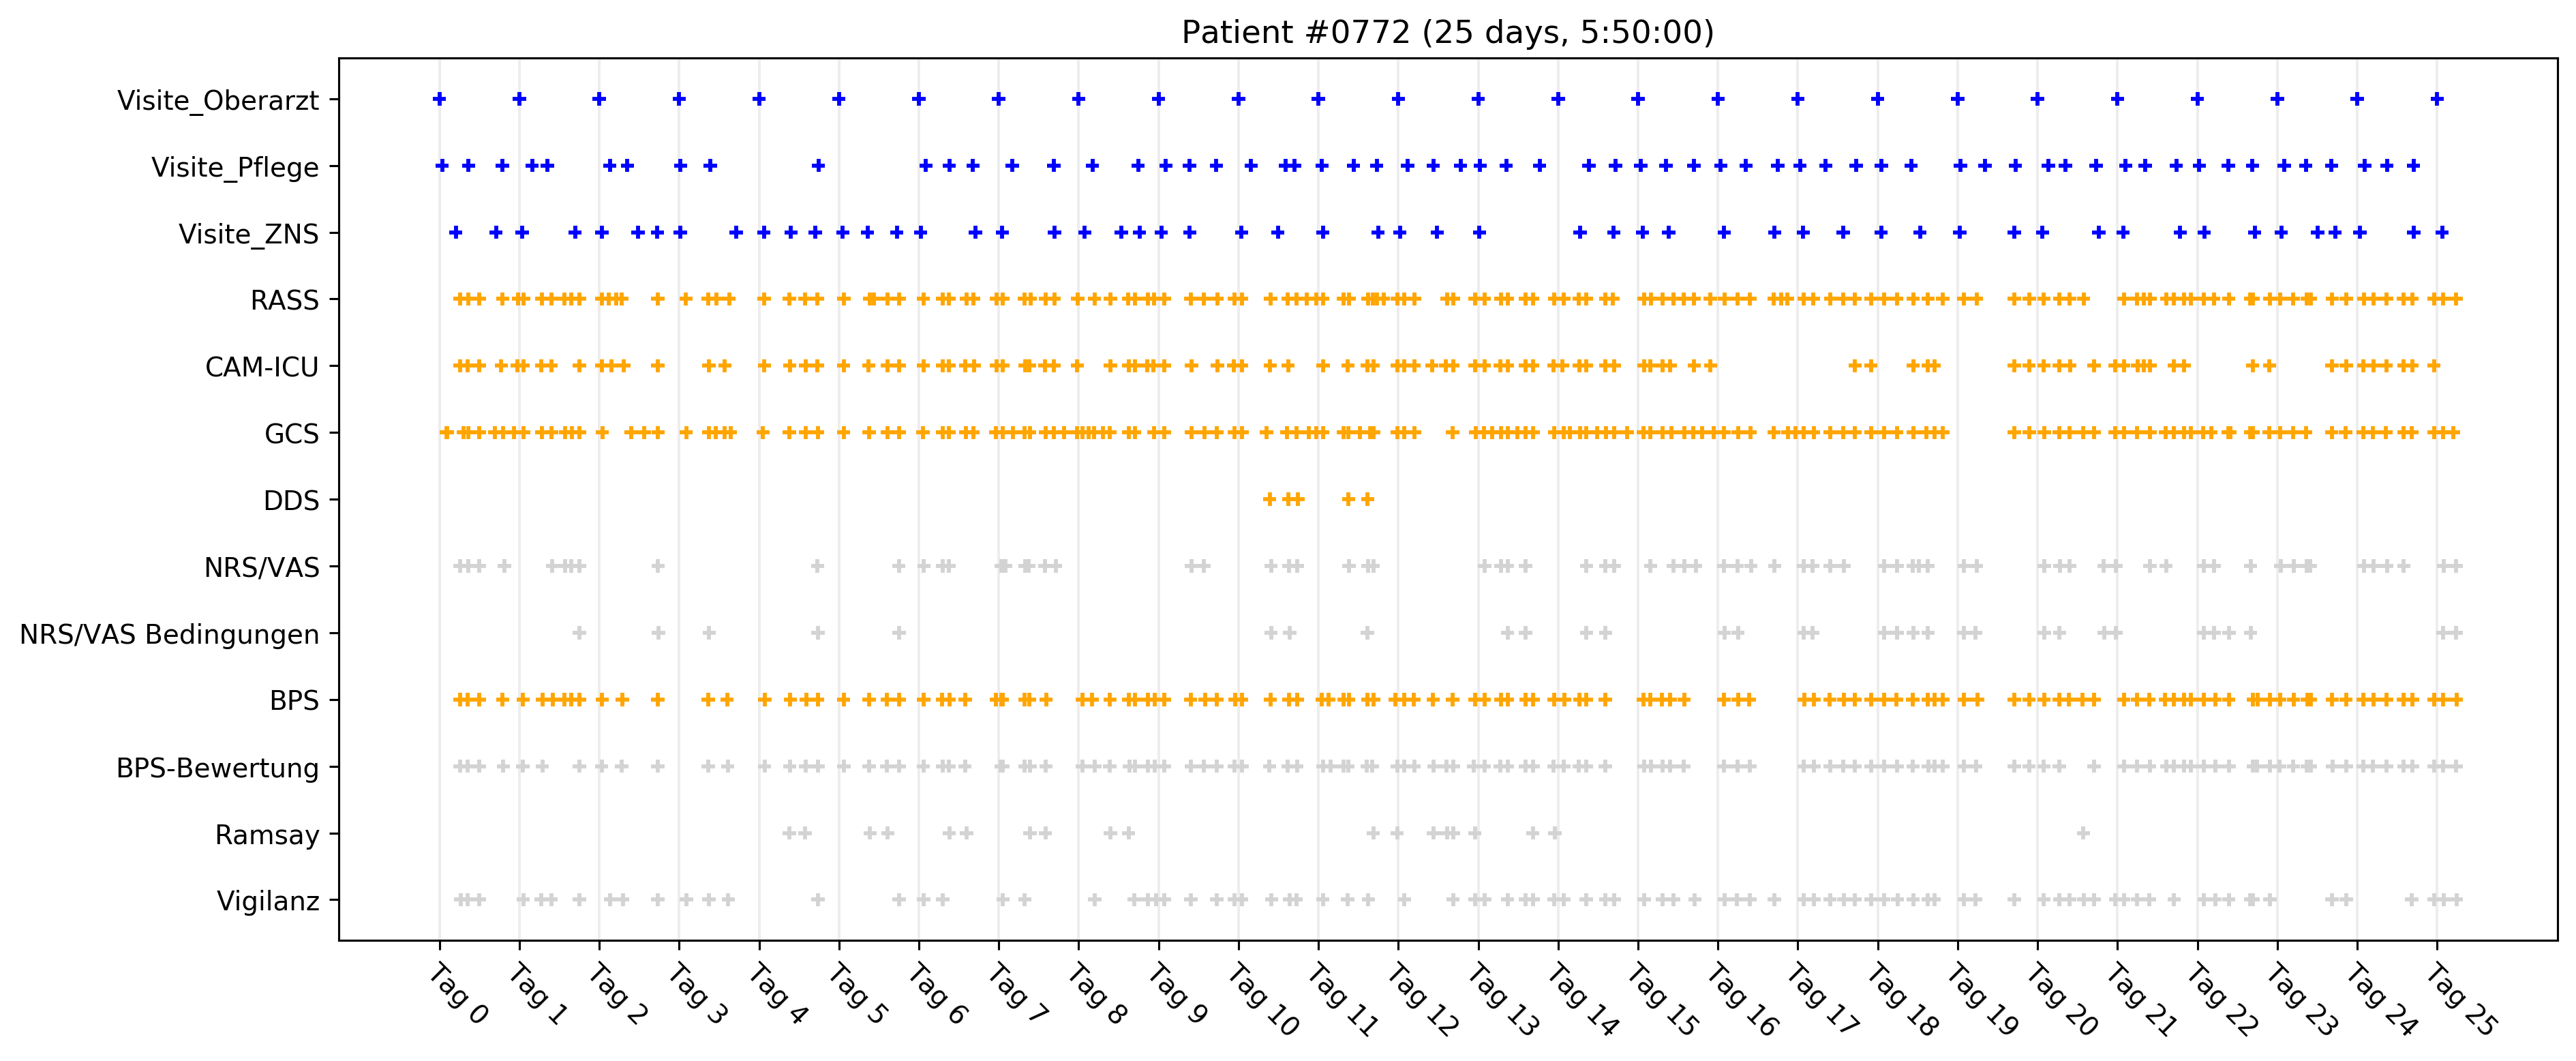 Patient #0772 (25 days, 5:50:00)
Visite_Oberarzt
Visite_Pflege
Visite_ZNS
RASS
CAM-ICU
GCS
DDS
NRS/VAS
NRS/VAS Bedingungen
BPS
BPS-Bewertung
Ramsay
Vigilanz
Tag 0
Tag 1
Tag 2
Tag 3
Tag 4
Tag 5
Tag 6
Tag 7
Tag 8
Tag 9
Tag 10
Tag 11
Tag 12
Tag 13
Tag 14
Tag 15
Tag 16
Tag 17
Tag 18
Tag 19
Tag 20
Tag 21
Tag 22
Tag 23
Tag 24
Tag 25